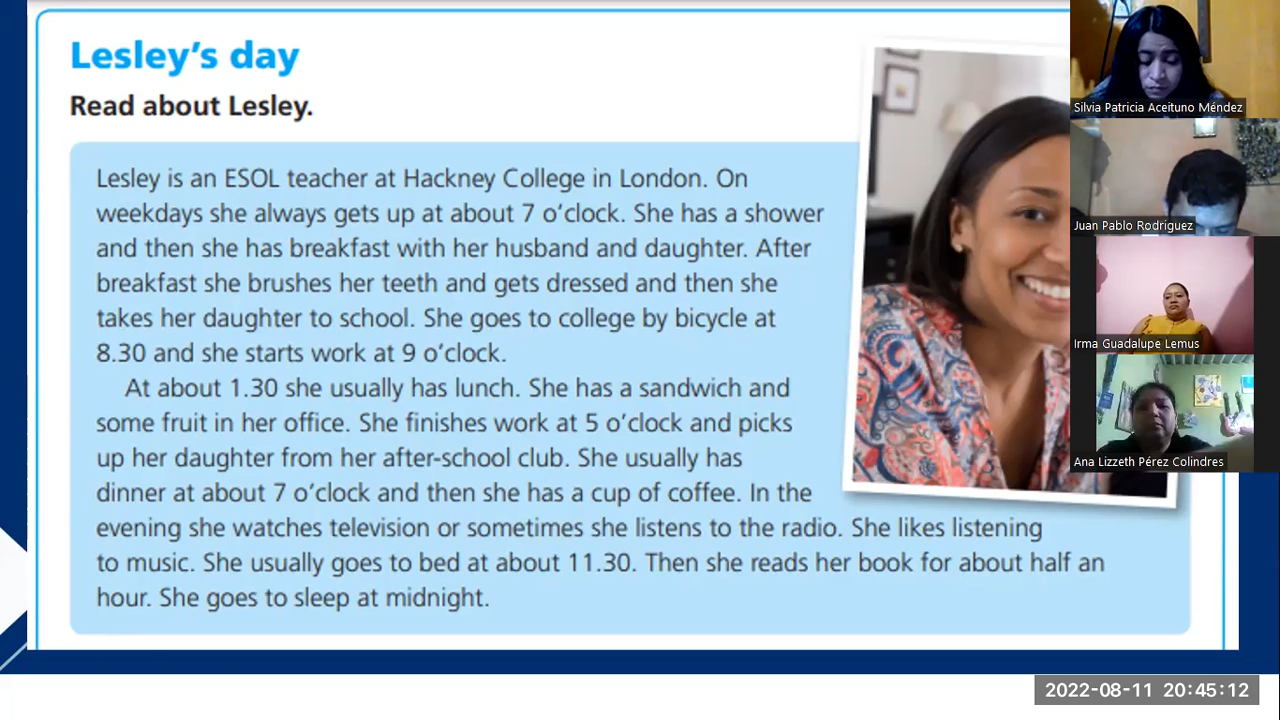 Lesley's day
Read about Lesley.
Lesley is an ESOL teacher at Hackney College in London. On
weekdays she always gets up at about 7 o'clock. She has a shower
and then she has breakfast with her husband and daughter. After
breakfast she brushes her teeth and gets dressed and then she
takes her daughter to school. She goes to college by bicycle at
8.30 and she starts work at 9 o'clock.
At about 1.30 she usually has lunch. She has a sandwich and
some fruit in her office. She finishes work at 5 o'clock and picks
up her daughter from her after-school club. She usually has
dinner at about 7 o'clock and then she has a cup of coffee. In the
evening she watches television or sometimes she listens to the radio. She likes listening
to music. She usually goes to bed at about 11.30. Then she reads her book for about half an
hour. She goes to sleep at midnight.
Silvia Patricia Aceituno Méndez
Juan Pablo Rodriguez
Irma Guadalupe Lemus
Ana Lizzeth Pérez Colindres
2022-08-11 20:45:12